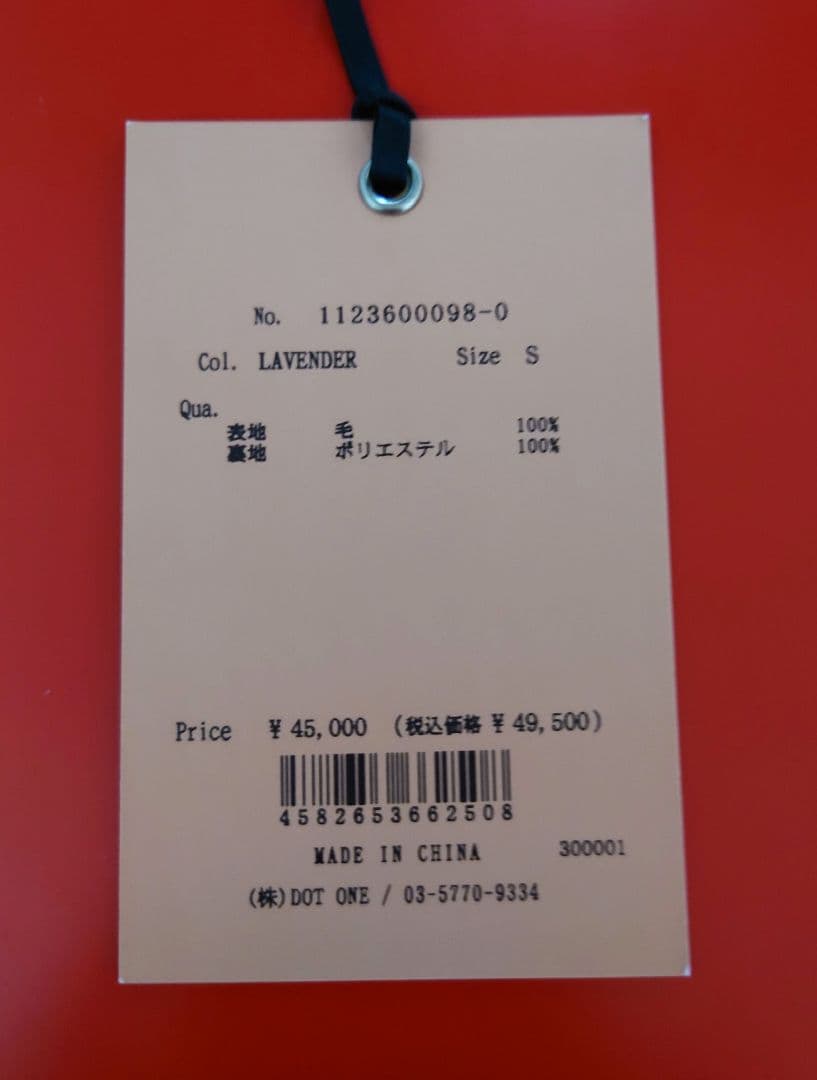 No. 1123600098-0
Col. LAVENDER Size S
Qua.
表地 毛 100%
裏地 ポリエステル 100%
Price ¥45,000 (税込価格 ¥49,500)
4582653662508
MADE IN CHINA 300001
(株)DOT ONE / 03-5770-9334